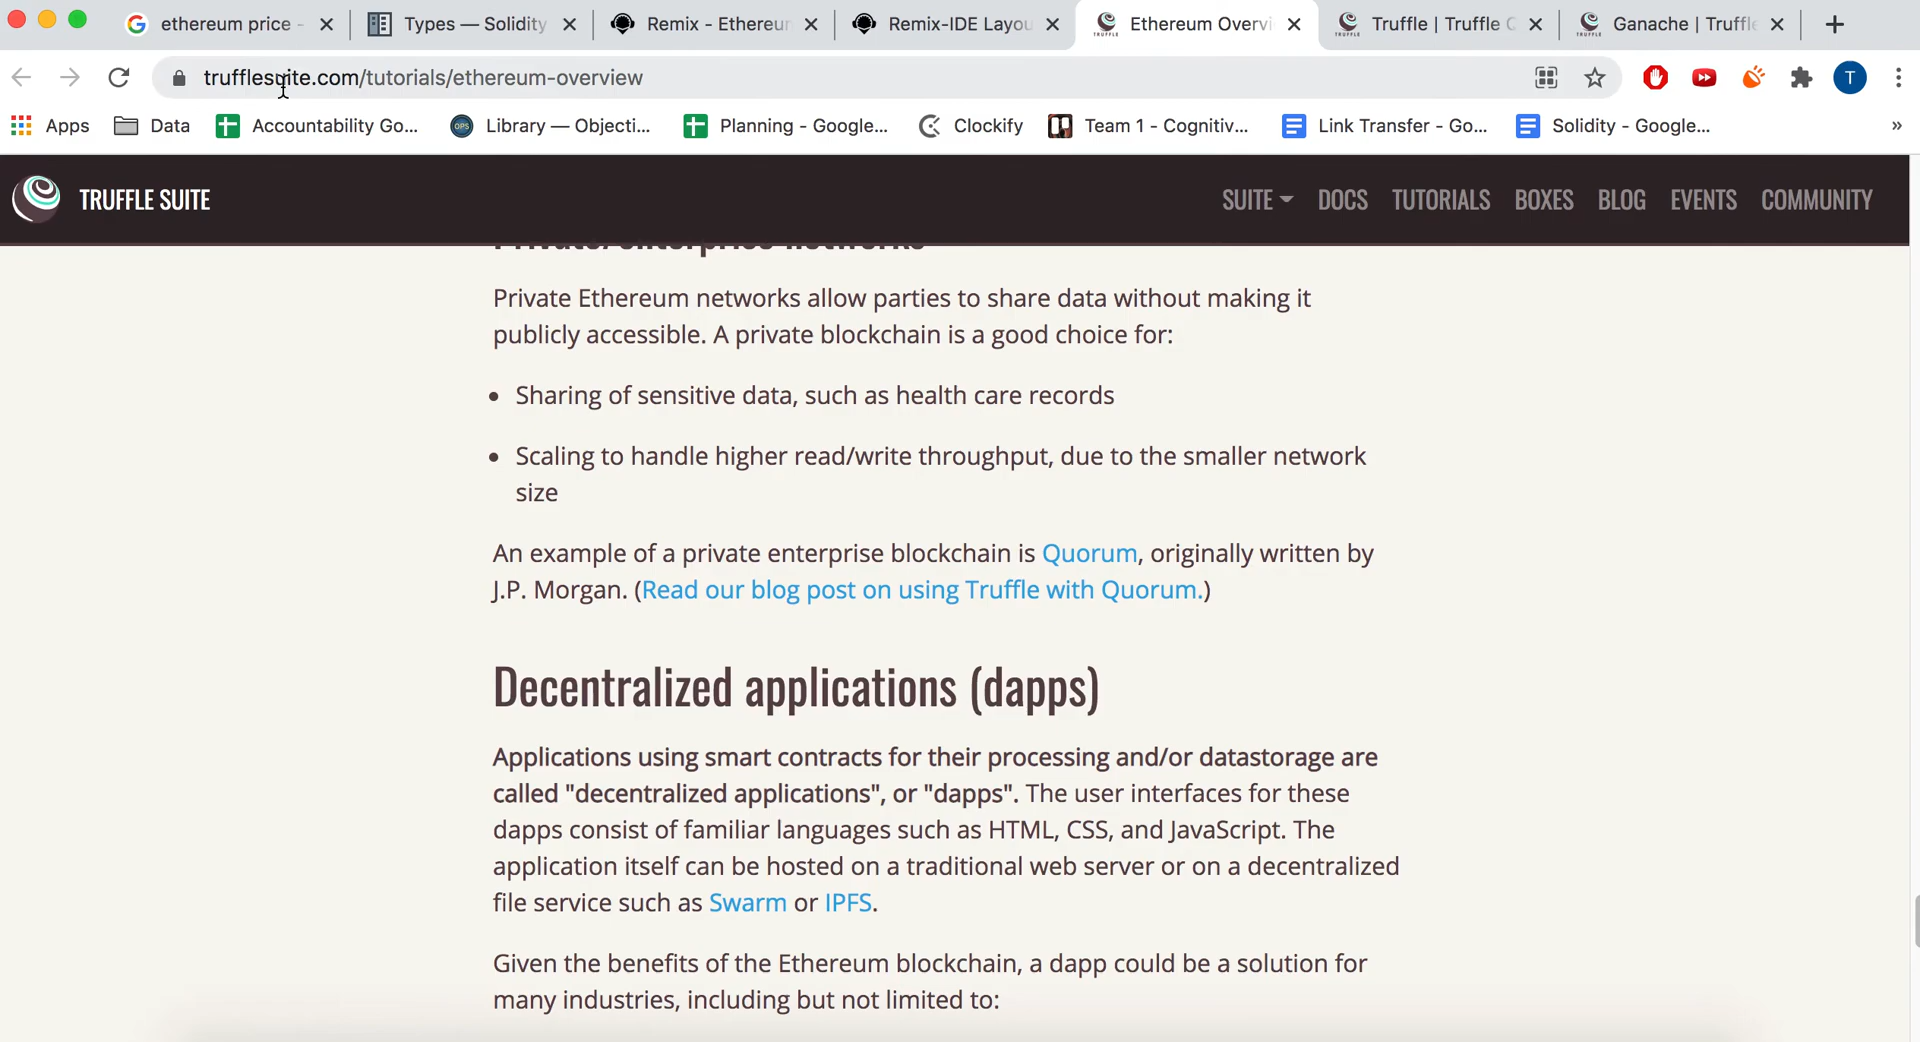 ethereum price -
Types — Solidity
Remix - Ethereu
Remix-IDE Layou
Ethereum Overvi
Truffle | Truffle
Ganache | Truffle
trufflesuite.com/tutorials/ethereum-overview
T
Apps
Data
Accountability Go...
OPS
Library — Objecti...
Planning - Google...
Clockify
Team 1 - Cognitiv...
Link Transfer - Go...
Solidity - Google...
»
TRUFFLE SUITE
SUITE
DOCS
TUTORIALS
BOXES
BLOG
EVENTS
COMMUNITY
Private/enterprise networks
Private Ethereum networks allow parties to share data without making it
publicly accessible. A private blockchain is a good choice for:
• Sharing of sensitive data, such as health care records
• Scaling to handle higher read/write throughput, due to the smaller network
size
An example of a private enterprise blockchain is Quorum, originally written by
J.P. Morgan. (Read our blog post on using Truffle with Quorum.)
Decentralized applications (dapps)
Applications using smart contracts for their processing and/or datastorage are
called "decentralized applications", or "dapps". The user interfaces for these
dapps consist of familiar languages such as HTML, CSS, and JavaScript. The
application itself can be hosted on a traditional web server or on a decentralized
file service such as Swarm or IPFS.
Given the benefits of the Ethereum blockchain, a dapp could be a solution for
many industries, including but not limited to: